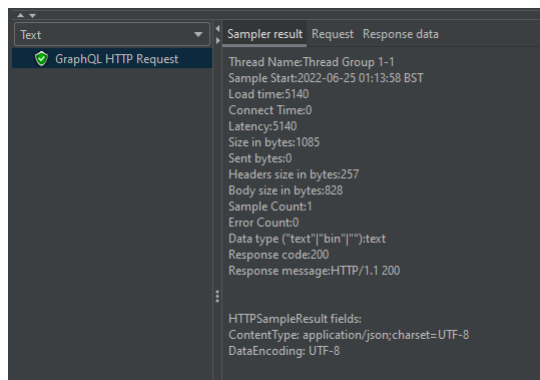 Text
GraphQL HTTP Request
Sampler result Request Response data
Thread Name:Thread Group 1-1
Sample Start:2022-06-25 01:13:58 BST
Load time:5140
Connect Time:0
Latency:5140
Size in bytes:1085
Sent bytes:0
Headers size in bytes:257
Body size in bytes:828
Sample Count:1
Error Count:0
Data type ("text"|"bin"|""):text
Response code:200
Response message:HTTP/1.1 200
HTTPSampleResult fields:
ContentType: application/json;charset=UTF-8
DataEncoding: UTF-8